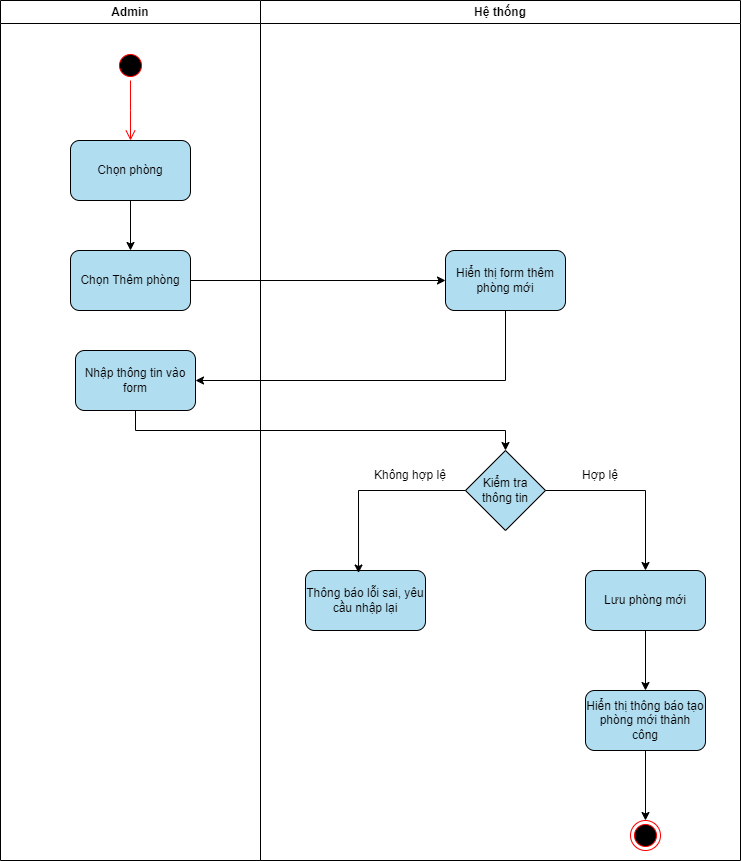 Admin
Hệ thống
Chọn phòng
Chọn Thêm phòng
Hiển thị form thêm
phòng mới
Nhập thông tin vào
form
Không hợp lệ
Kiểm tra
thông tin
Hợp lệ
Thông báo lỗi sai, yêu
cầu nhập lại
Lưu phòng mới
Hiển thị thông báo tạo
phòng mới thành
công